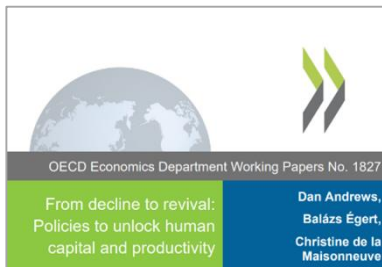 OECD Economics Department Working Papers No. 1827
From decline to revival:
Policies to unlock human
capital and productivity
Dan Andrews,
Balázs Égert,
Christine de la
Maisonneuve